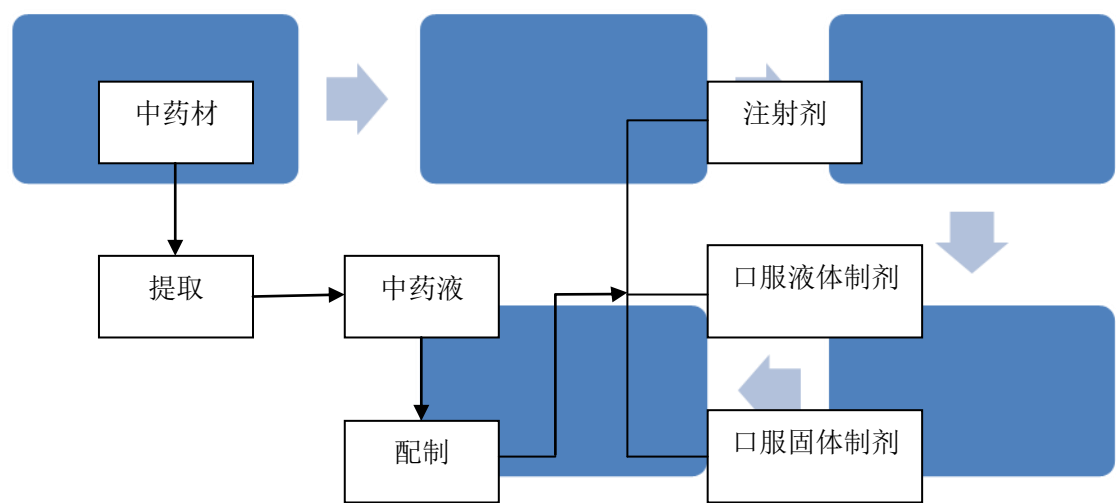 中药材
注射剂
提取
中药液
口服液体制剂
配制
口服固体制剂